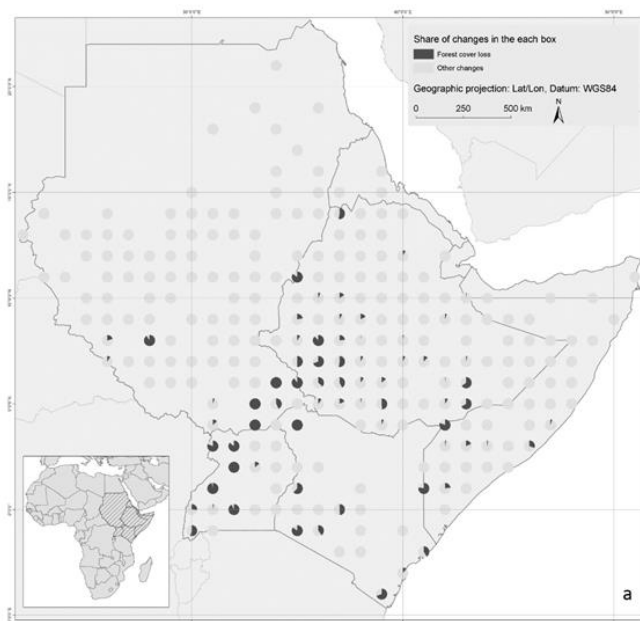 Share of changes in the each box
Forest cover loss
Other changes
Geographic projection: Lat/Lon, Datum: WGS84
N
0 250 500 km
a